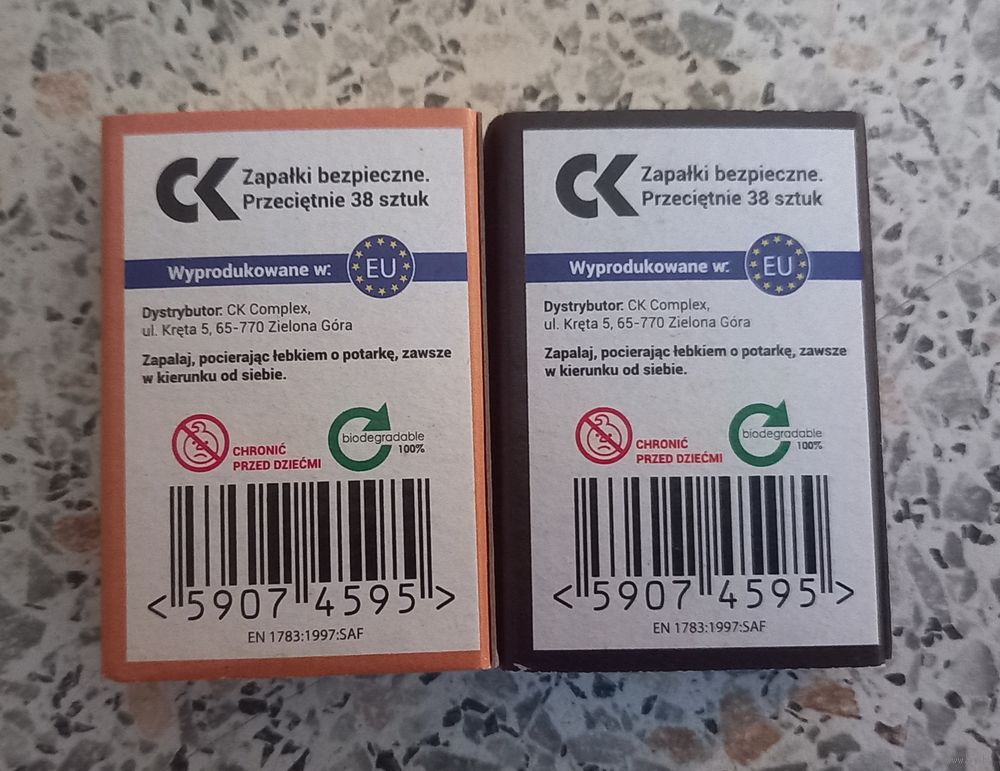 CK
Zapałki bezpieczne.
Przeciętnie 38 sztuk
Wyprodukowane w: EU
Dystrybutor: CK Complex,
ul. Kręta 5, 65-770 Zielona Góra
Zapalaj, pocierając łebkiem o potarkę, zawsze
w kierunku od siebie.
CHRONIĆ
PRZED DZIEĆMI
biodegradable
100%
<5907 4595>
EN 1783:1997:SAF
CK
Zapałki bezpieczne.
Przeciętnie 38 sztuk
Wyprodukowane w: EU
Dystrybutor: CK Complex,
ul. Kręta 5, 65-770 Zielona Góra
Zapalaj, pocierając łebkiem o potarkę, zawsze
w kierunku od siebie.
CHRONIĆ
PRZED DZIEĆMI
biodegradable
100%
<5907 4595>
EN 1783:1997:SAF